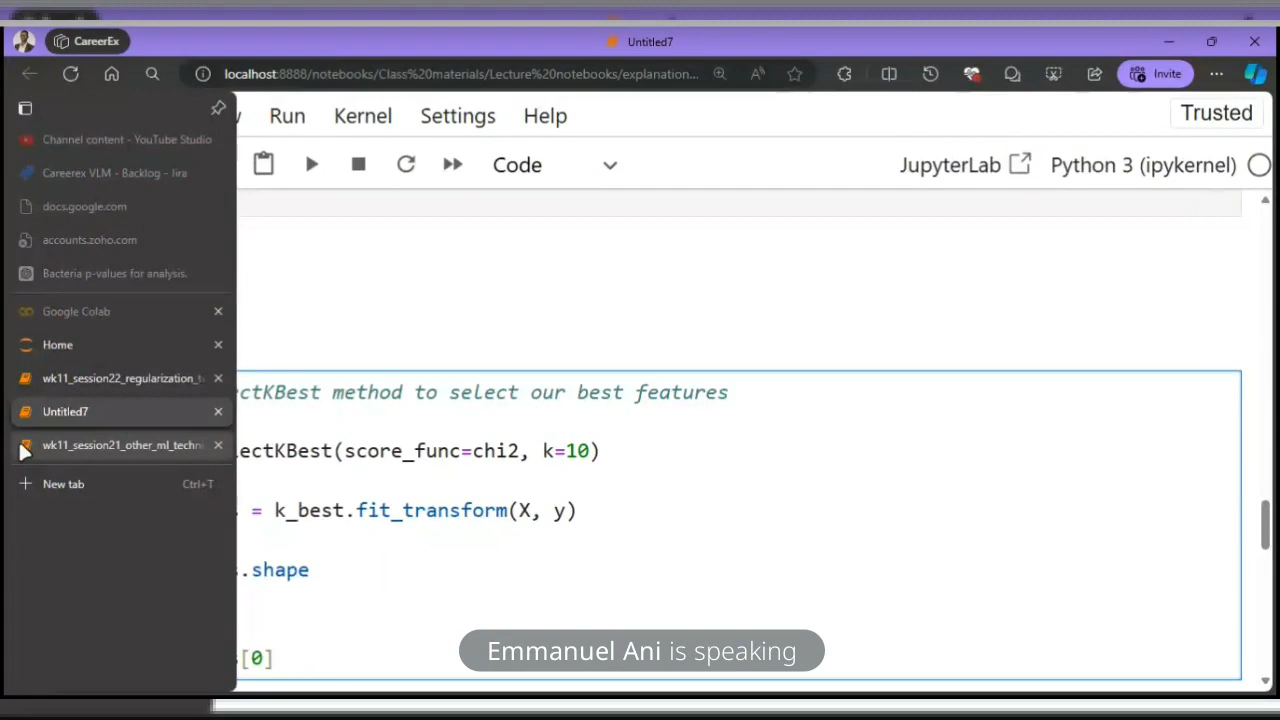 CareerEx
Untitled7
localhost:8888/notebooks/Class%20materials/Lecture%20notebooks/explanation...
Invite
Run Kernel Settings Help
Trusted
Code
JupyterLab
Python 3 (ipykernel)
Channel content - YouTube Studio
Careerex VLM - Backlog - Jira
docs.google.com
accounts.zoho.com
Bacteria p-values for analysis.
Google Colab
Home
wk11_session22_regularization_t
Untitled7
wk11_session21_other_ml_techn
New tab Ctrl+T
ctKBest method to select our best features
lectKBest(score_func=chi2, k=10)
= k_best.fit_transform(X, y)
.shape
[0]
Emmanuel Ani is speaking